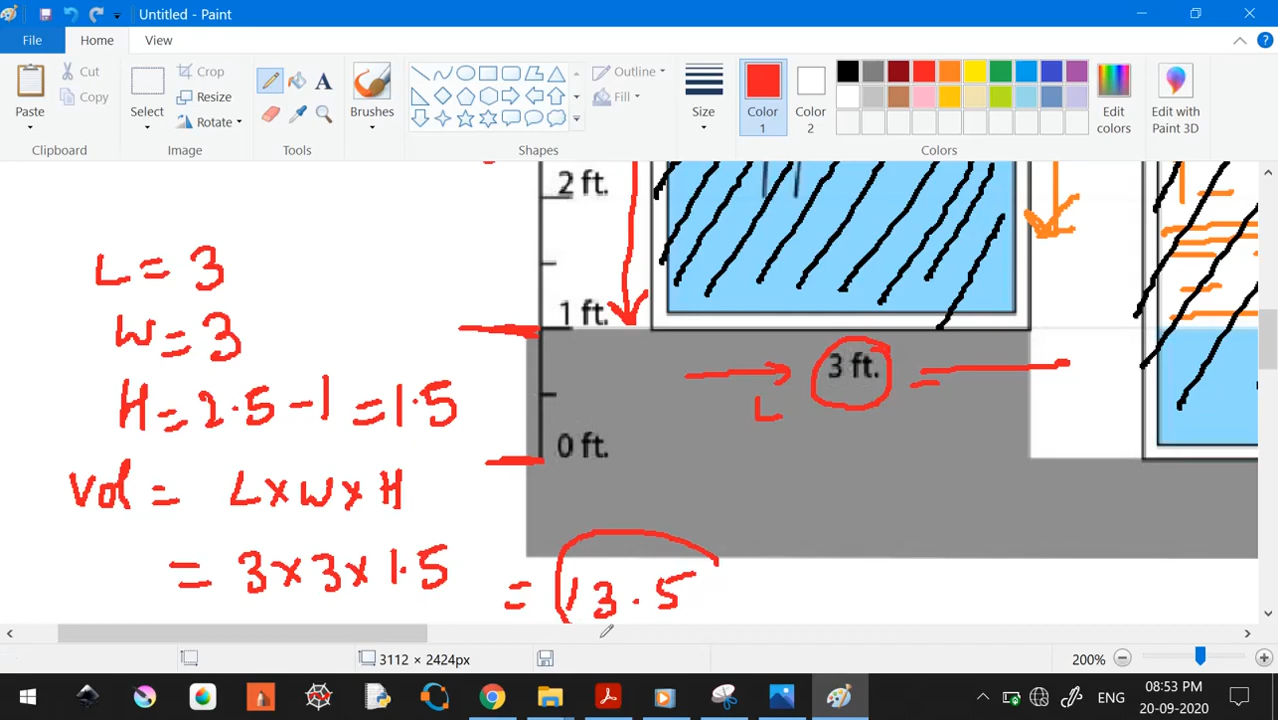 Untitled - Paint
File Home View
Paste
Cut
Copy
Clipboard
Select
Crop
Resize
Rotate
Image
A
Tools
Brushes
Outline
Fill
Shapes
Size
Color 1
Color 2
Edit colors
Edit with Paint 3D
Colors
2 ft.
1 ft.
3 ft.
L
0 ft.
L = 3
W = 3
H = 2.5 - 1 = 1.5
Vol = L x W x H
= 3 x 3 x 1.5 = 13.5
3112 × 2424px
200%
ENG
08:53 PM
20-09-2020